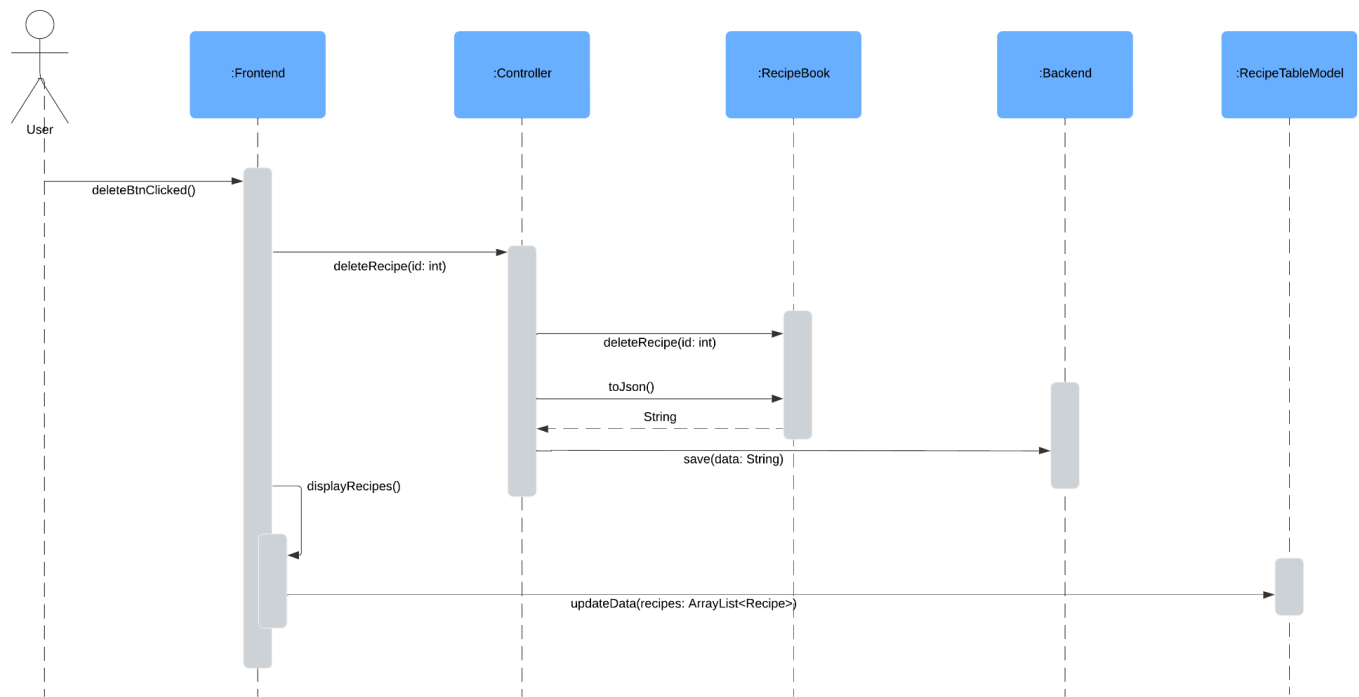 :Frontend
:Controller
:RecipeBook
:Backend
:RecipeTableModel
User
deleteBtnClicked()
deleteRecipe(id: int)
deleteRecipe(id: int)
toJson()
String
save(data: String)
displayRecipes()
updateData(recipes: ArrayList<Recipe>)